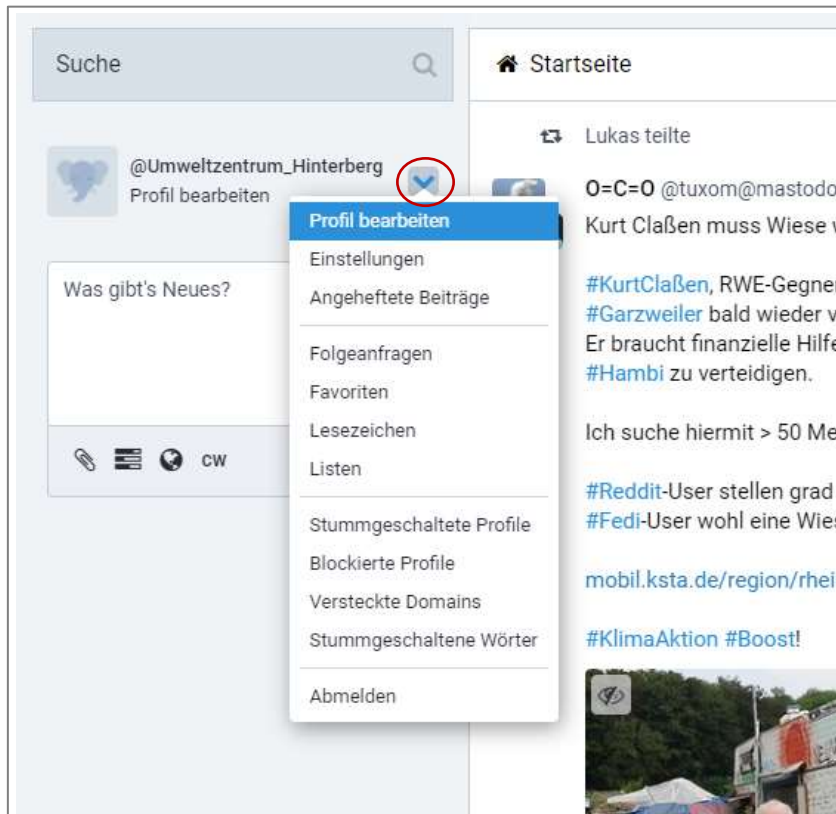 Suche
@Umweltzentrum_Hinterberg
Profil bearbeiten
Was gibt's Neues?
CW
Profil bearbeiten
Einstellungen
Angeheftete Beiträge
Folgeanfragen
Favoriten
Lesezeichen
Listen
Stummgeschaltete Profile
Blockierte Profile
Versteckte Domains
Stummgeschaltene Wörter
Abmelden
Startseite
Lukas teilte
O=C=O @tuxom@mastodo
Kurt Claßen muss Wiese
#KurtClaßen, RWE-Gegne
#Garzweiler bald wieder v
Er braucht finanzielle Hilfe
#Hambi zu verteidigen.
Ich suche hiermit > 50 Me
#Reddit-User stellen grad
#Fedi-User wohl eine Wies
mobil.ksta.de/region/rhei
#KlimaAktion #Boost!